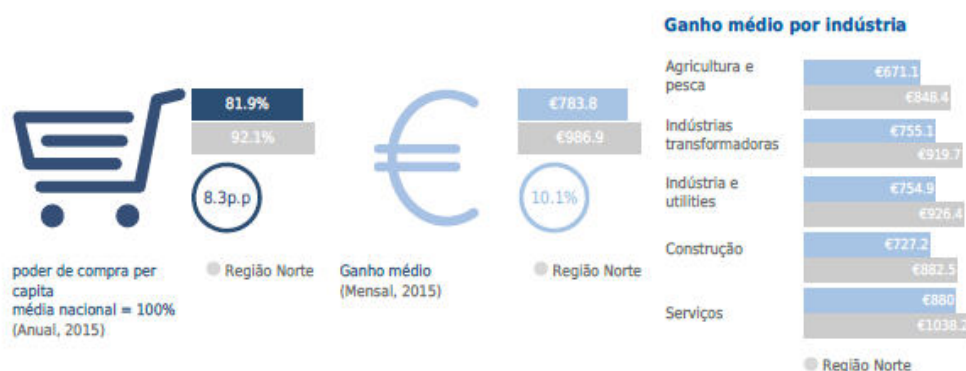 81.9%
92.1%
8.3p.p
poder de compra per
capita
média nacional = 100%
(Anual, 2015)
Região Norte
€783.8
€986.9
10.1%
Ganho médio
(Mensal, 2015)
Região Norte
Ganho médio por indústria
Agricultura e
pesca
€671.1
€848.4
Indústrias
transformadoras
€755.1
€919.7
Indústria e
utilities
€754.9
€926.4
Construção
€727.2
€882.5
Serviços
€880
€1038.2
Região Norte